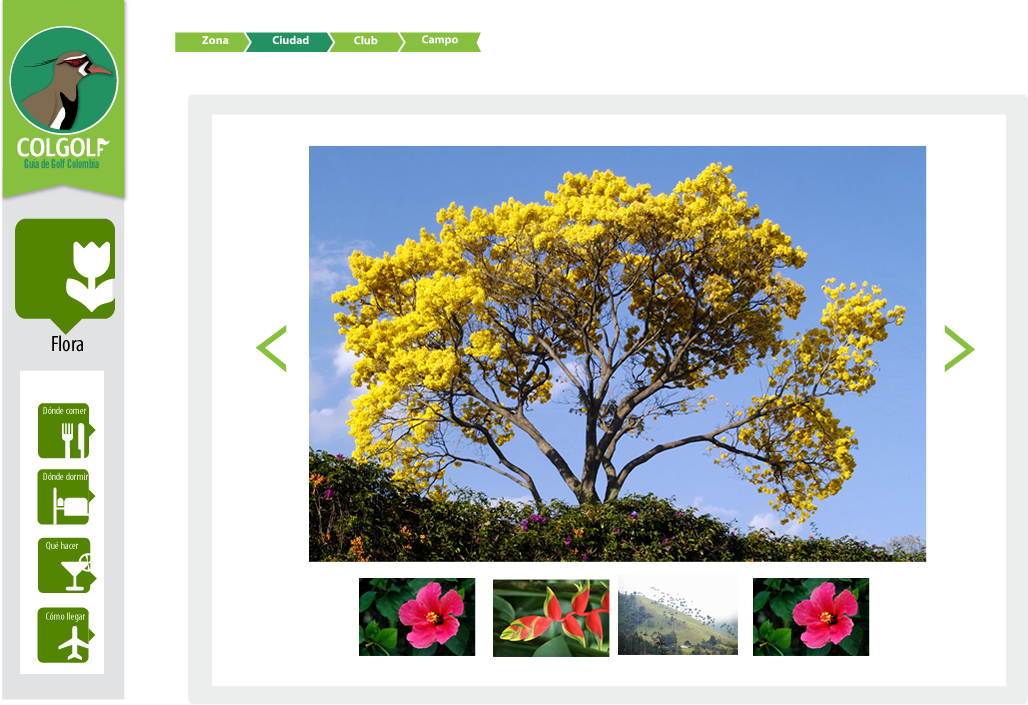 Zona
Ciudad
Club
Campo
COLGOLF
Guía de Golf Colombia
Flora
Dónde comer
Dónde dormir
Qué hacer
Cómo llegar